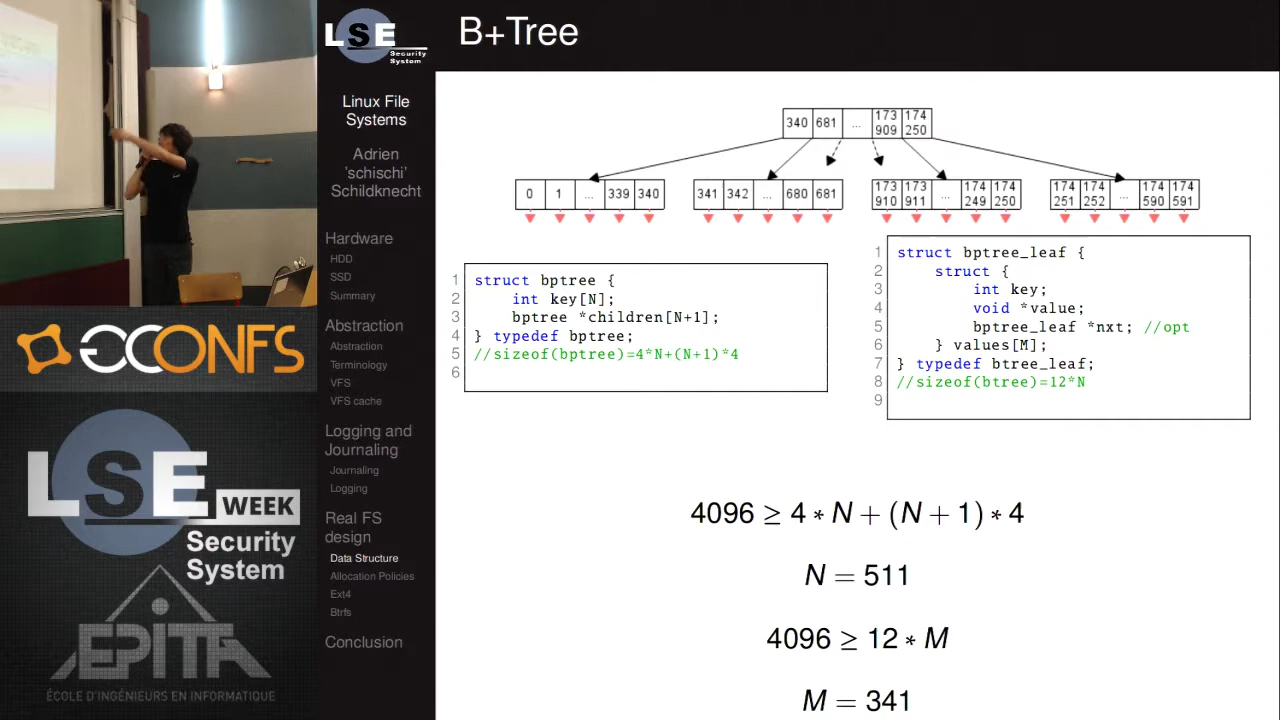 LSE
Security
System
B+Tree
Linux File
Systems
Adrien
'schischi'
Schildknecht
Hardware
HDD
SSD
Summary
Abstraction
Abstraction
Terminology
VFS
VFS cache
Logging and
Journaling
Journaling
Logging
Real FS
design
Data Structure
Allocation Policies
Ext4
Btrfs
Conclusion
340 681 ... 173 909 174 250
0 1 ... 339 340
341 342 ... 680 681
173 910 173 911 ... 174 249 174 250
174 251 174 252 ... 174 590 174 591
1 struct bptree {
2 int key[N];
3 bptree *children[N+1];
4 } typedef bptree;
5 //sizeof(bptree)=4*N+(N+1)*4
6
1 struct bptree_leaf {
2 struct {
3 int key;
4 void *value;
5 bptree_leaf *nxt; //opt
6 } values[M];
7 } typedef btree_leaf;
8 //sizeof(btree)=12*N
9
4096 ≥ 4 * N + (N + 1) * 4
N = 511
4096 ≥ 12 * M
M = 341
GCONFS
LSE WEEK
Security
System
EPITA
ÉCOLE D'INGÉNIEURS EN INFORMATIQUE